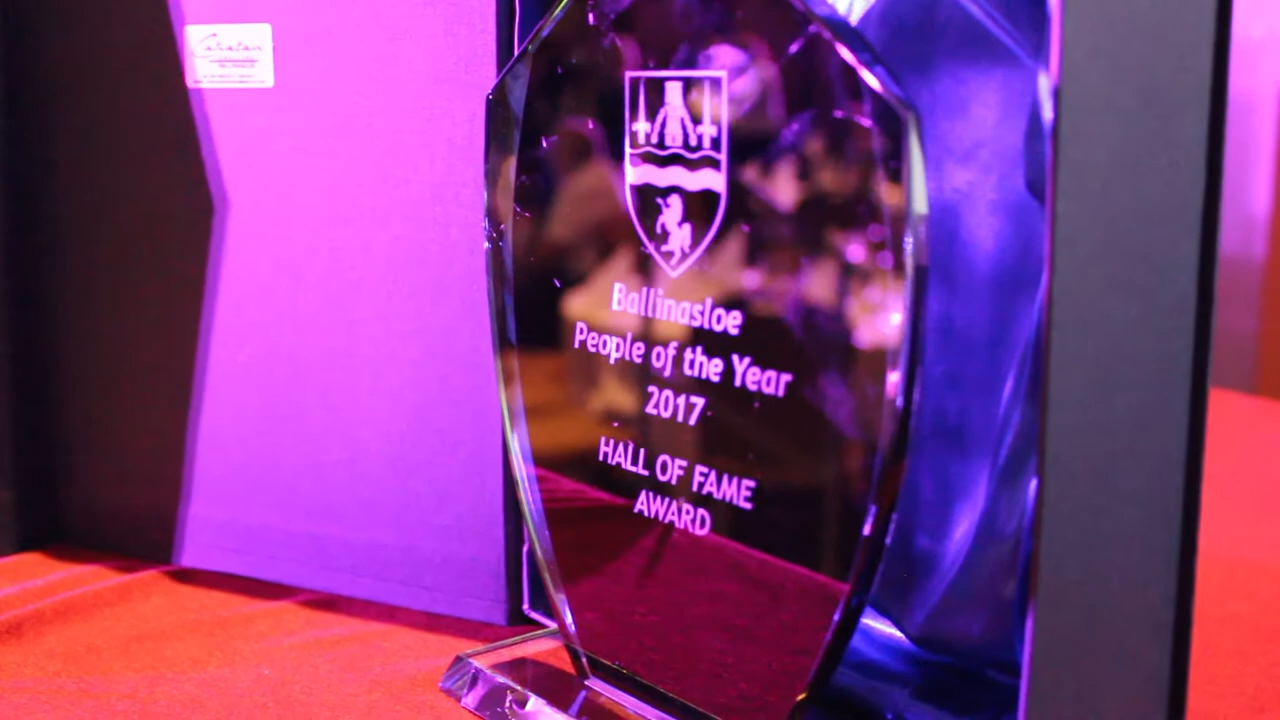 Ballinasloe
People of the Year
2017
HALL OF FAME
AWARD